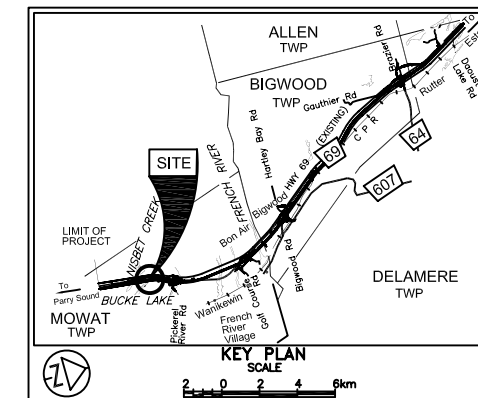 ALLEN
TWP
BIGWOOD
TWP
To
Este
Brazier Rd
Daoust
Lake Rd
Rutter
Gauthier Rd
Hartley Bay Rd
(EXISTING)
C P R
69
64
607
SITE
FRENCH RIVER
Bigwood HWY 69
Bon Air
NISBET CREEK
LIMIT OF
PROJECT
To
Parry Sound
BUCKE LAKE
MOWAT
TWP
Pickerel
River Rd
Wanikewin
French
River
Village
Golf Course
Rd
Bigwood Rd
DELAMERE
TWP
KEY PLAN
SCALE
2 0 2 4 6km
Z